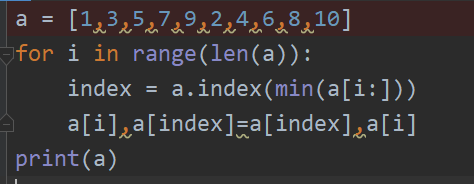 a = [1,3,5,7,9,2,4,6,8,10]
for i in range(len(a)):
    index = a.index(min(a[i:]))
    a[i],a[index]=a[index],a[i]
print(a)